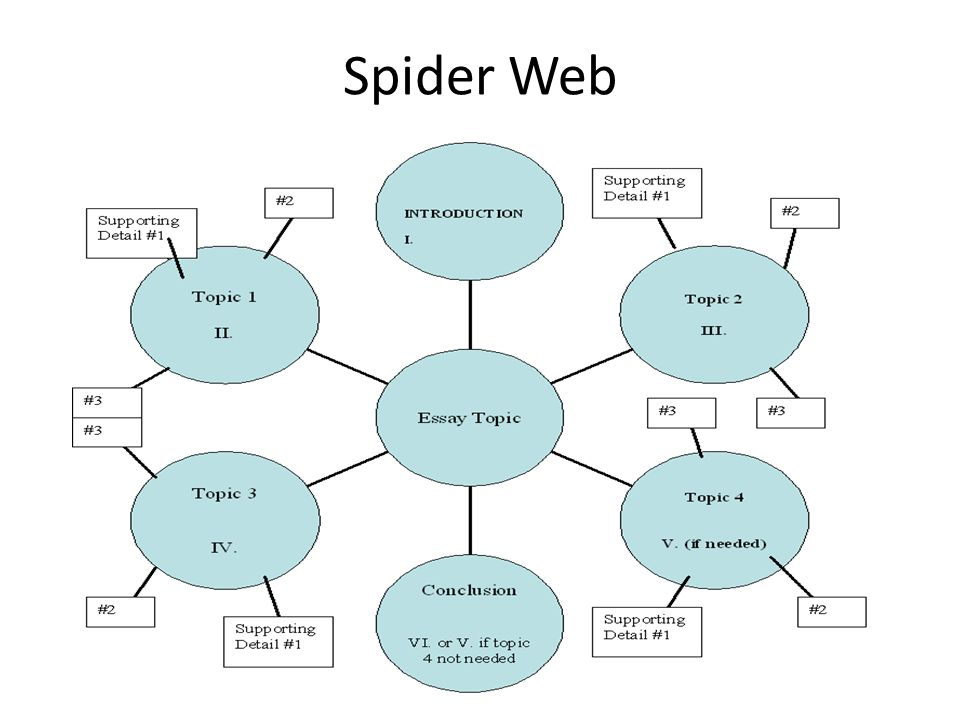 Spider Web
INTRODUCTION
I.
Supporting
Detail #1
#2
Topic 1
II.
#3
Supporting
Detail #1
#2
Topic 2
III.
#3
Essay Topic
#3
Topic 3
IV.
#2
Supporting
Detail #1
#3
Topic 4
V. (if needed)
Supporting
Detail #1
#2
Conclusion
VI. or V. if topic
4 not needed